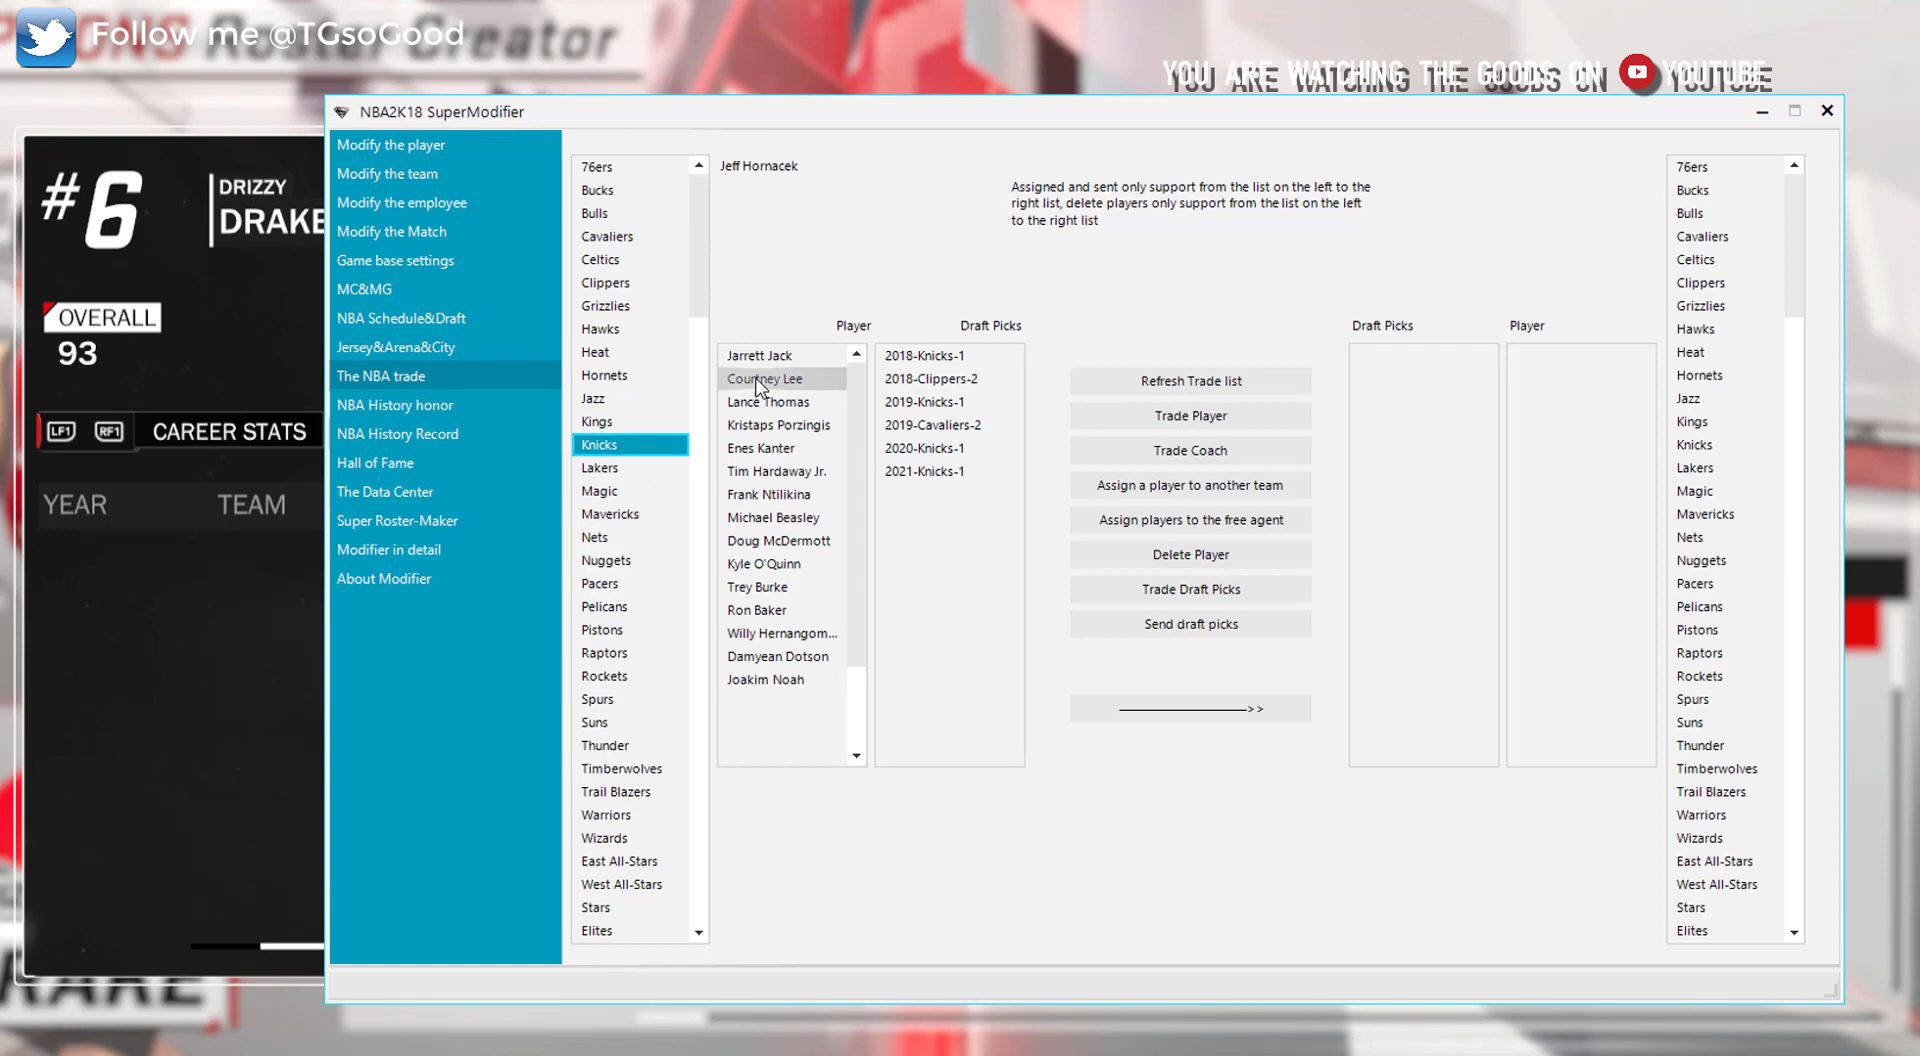 Follow me @TGsoGood
Roster Creator
YOU ARE WATCHING THE GOODS ON YOUTUBE
#6
DRIZZY
DRAKE
OVERALL
93
LF1 RF1 CAREER STATS
YEAR TEAM
NBA2K18 SuperModifier
Modify the player
Modify the team
Modify the employee
Modify the Match
Game base settings
MC&MG
NBA Schedule&Draft
Jersey&Arena&City
The NBA trade
NBA History honor
NBA History Record
Hall of Fame
The Data Center
Super Roster-Maker
Modifier in detail
About Modifier
76ers
Bucks
Bulls
Cavaliers
Celtics
Clippers
Grizzlies
Hawks
Heat
Hornets
Jazz
Kings
Knicks
Lakers
Magic
Mavericks
Nets
Nuggets
Pacers
Pelicans
Pistons
Raptors
Rockets
Spurs
Suns
Thunder
Timberwolves
Trail Blazers
Warriors
Wizards
East All-Stars
West All-Stars
Stars
Elites
Jeff Hornacek
Assigned and sent only support from the list on the left to the
right list, delete players only support from the list on the left
to the right list
Player
Jarrett Jack
Courtney Lee
Lance Thomas
Kristaps Porzingis
Enes Kanter
Tim Hardaway Jr.
Frank Ntilikina
Michael Beasley
Doug McDermott
Kyle O'Quinn
Trey Burke
Ron Baker
Willy Hernangom...
Damyean Dotson
Joakim Noah
Draft Picks
2018-Knicks-1
2018-Clippers-2
2019-Knicks-1
2019-Cavaliers-2
2020-Knicks-1
2021-Knicks-1
Refresh Trade list
Trade Player
Trade Coach
Assign a player to another team
Assign players to the free agent
Delete Player
Trade Draft Picks
Send draft picks
————————>>
Draft Picks
Player
76ers
Bucks
Bulls
Cavaliers
Celtics
Clippers
Grizzlies
Hawks
Heat
Hornets
Jazz
Kings
Knicks
Lakers
Magic
Mavericks
Nets
Nuggets
Pacers
Pelicans
Pistons
Raptors
Rockets
Spurs
Suns
Thunder
Timberwolves
Trail Blazers
Warriors
Wizards
East All-Stars
West All-Stars
Stars
Elites